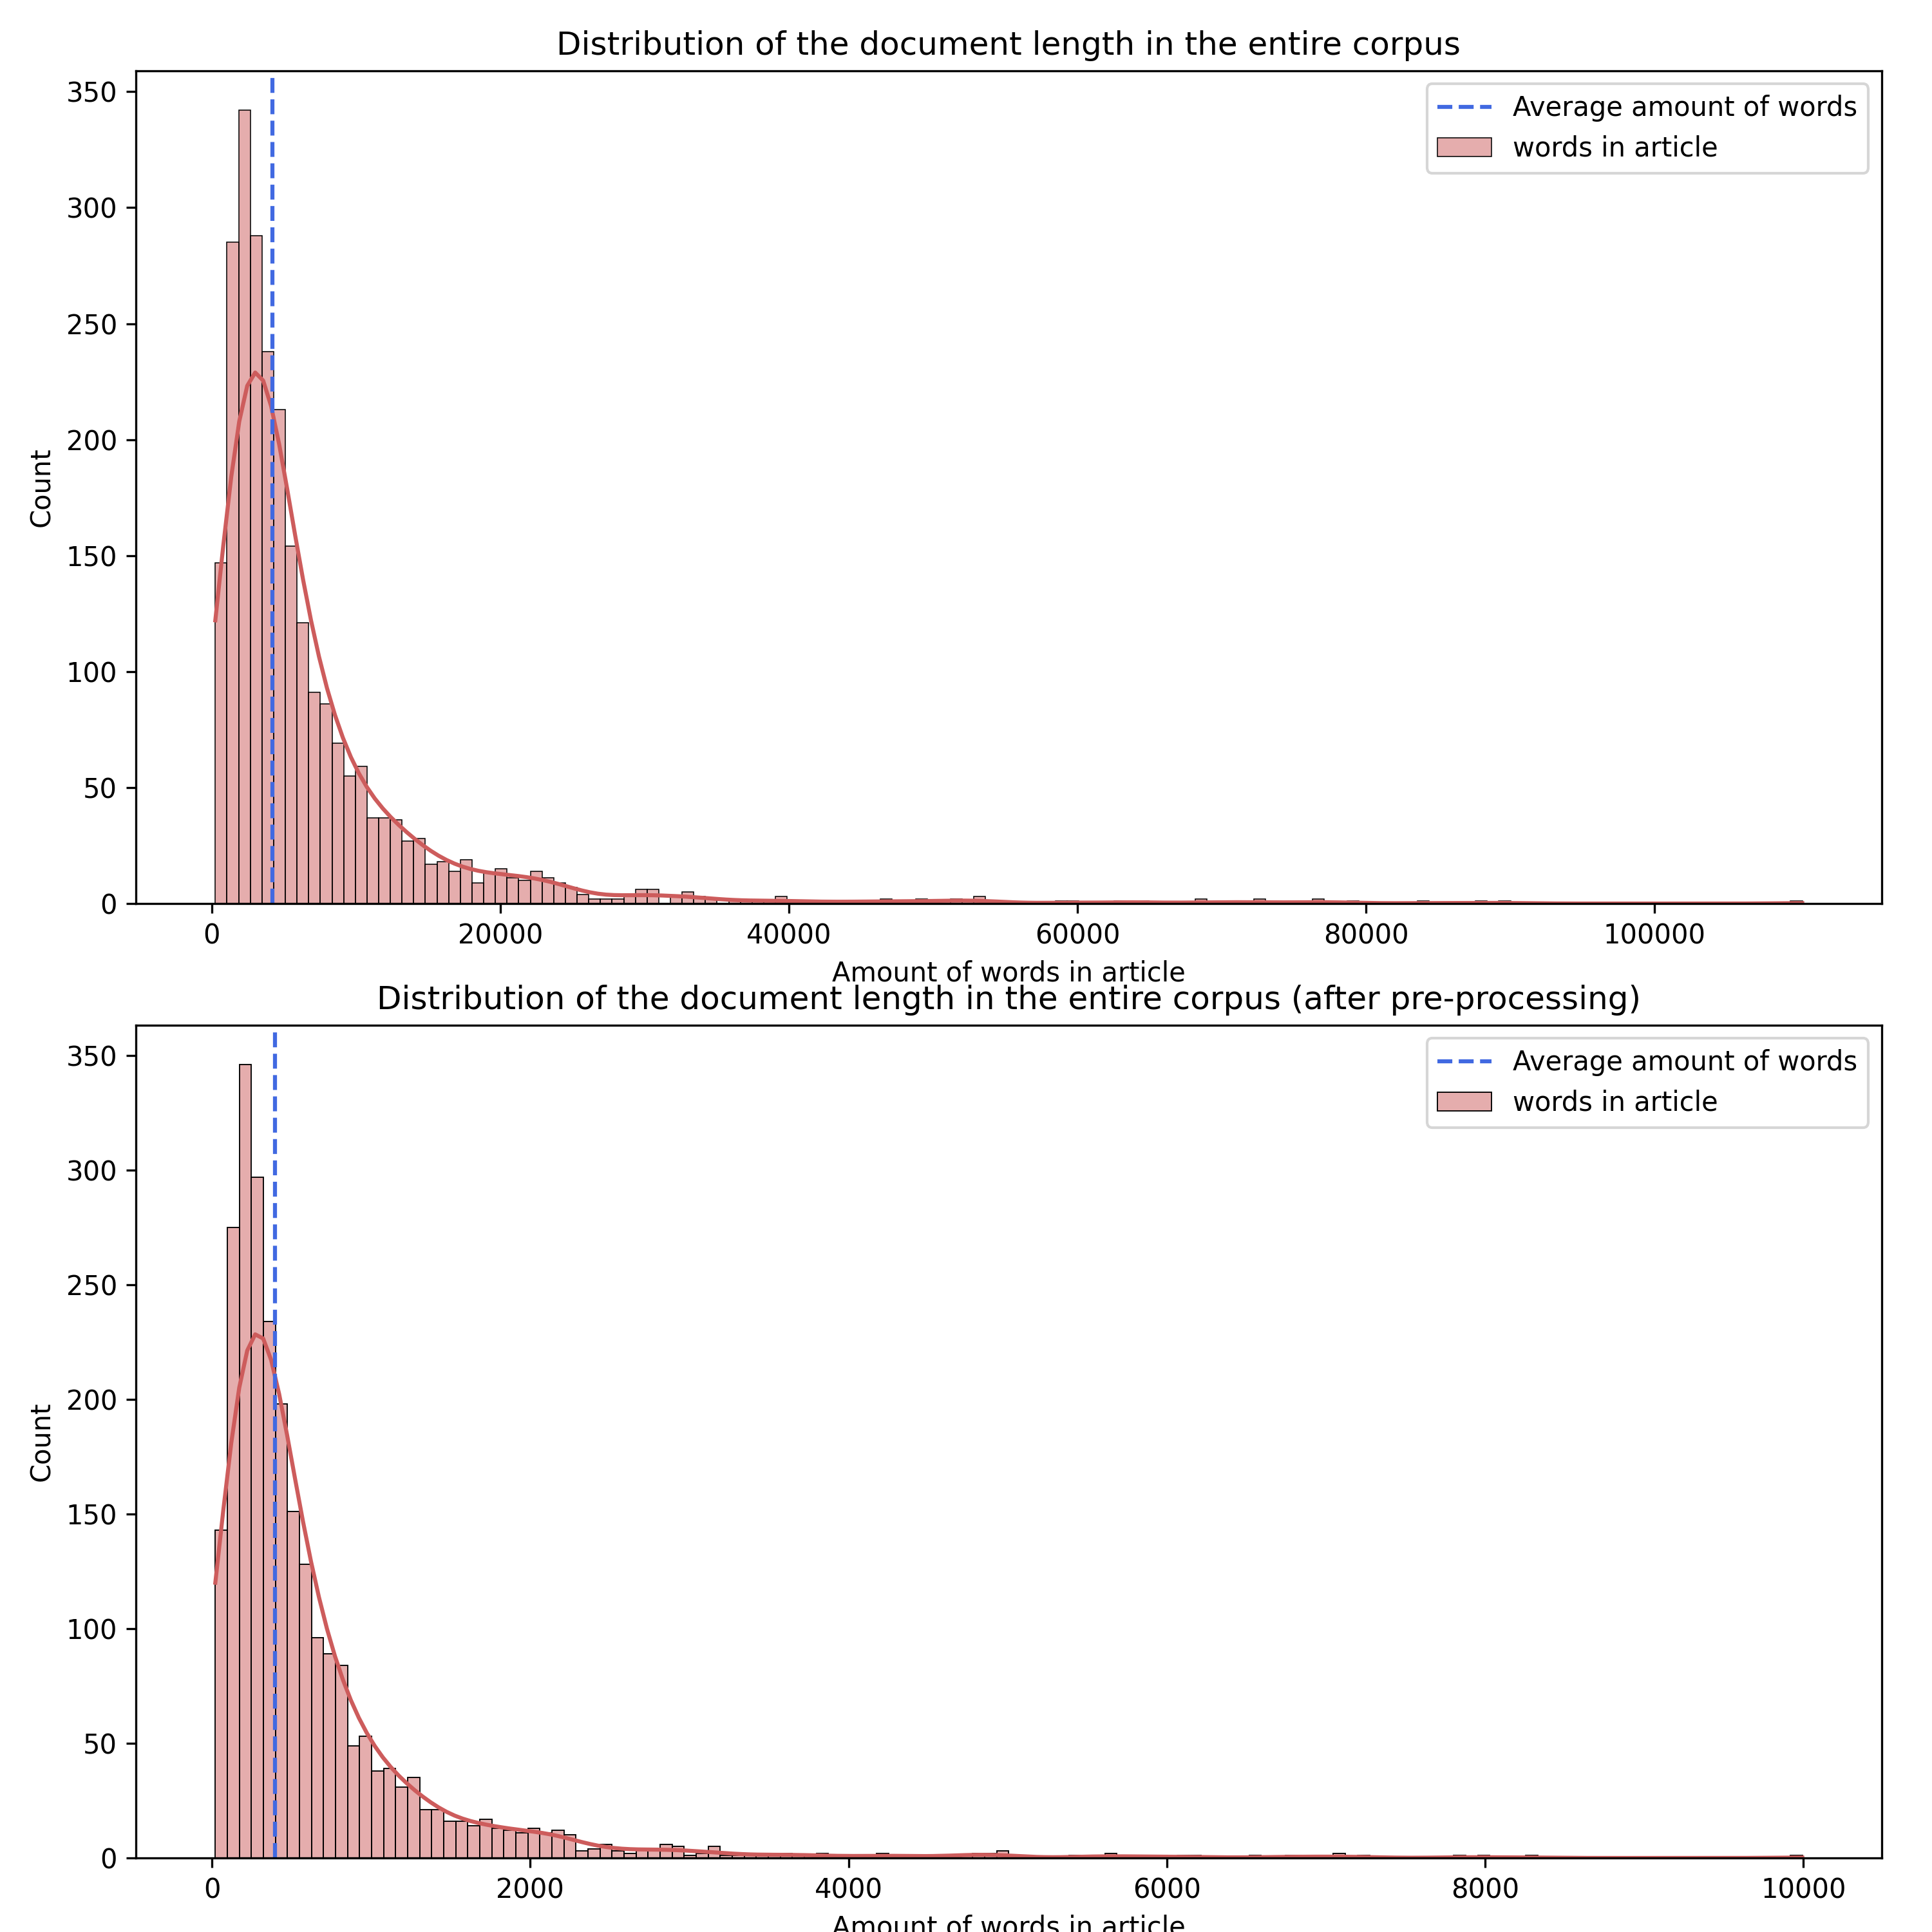 Distribution of the document length in the entire corpus
350
300
250
200
150
100
50
0
Count
Average amount of words
words in article
0 20000 40000 60000 80000 100000
Amount of words in article
Distribution of the document length in the entire corpus (after pre-processing)
350
300
250
200
150
100
50
0
Count
Average amount of words
words in article
0 2000 4000 6000 8000 10000
Amount of words in article